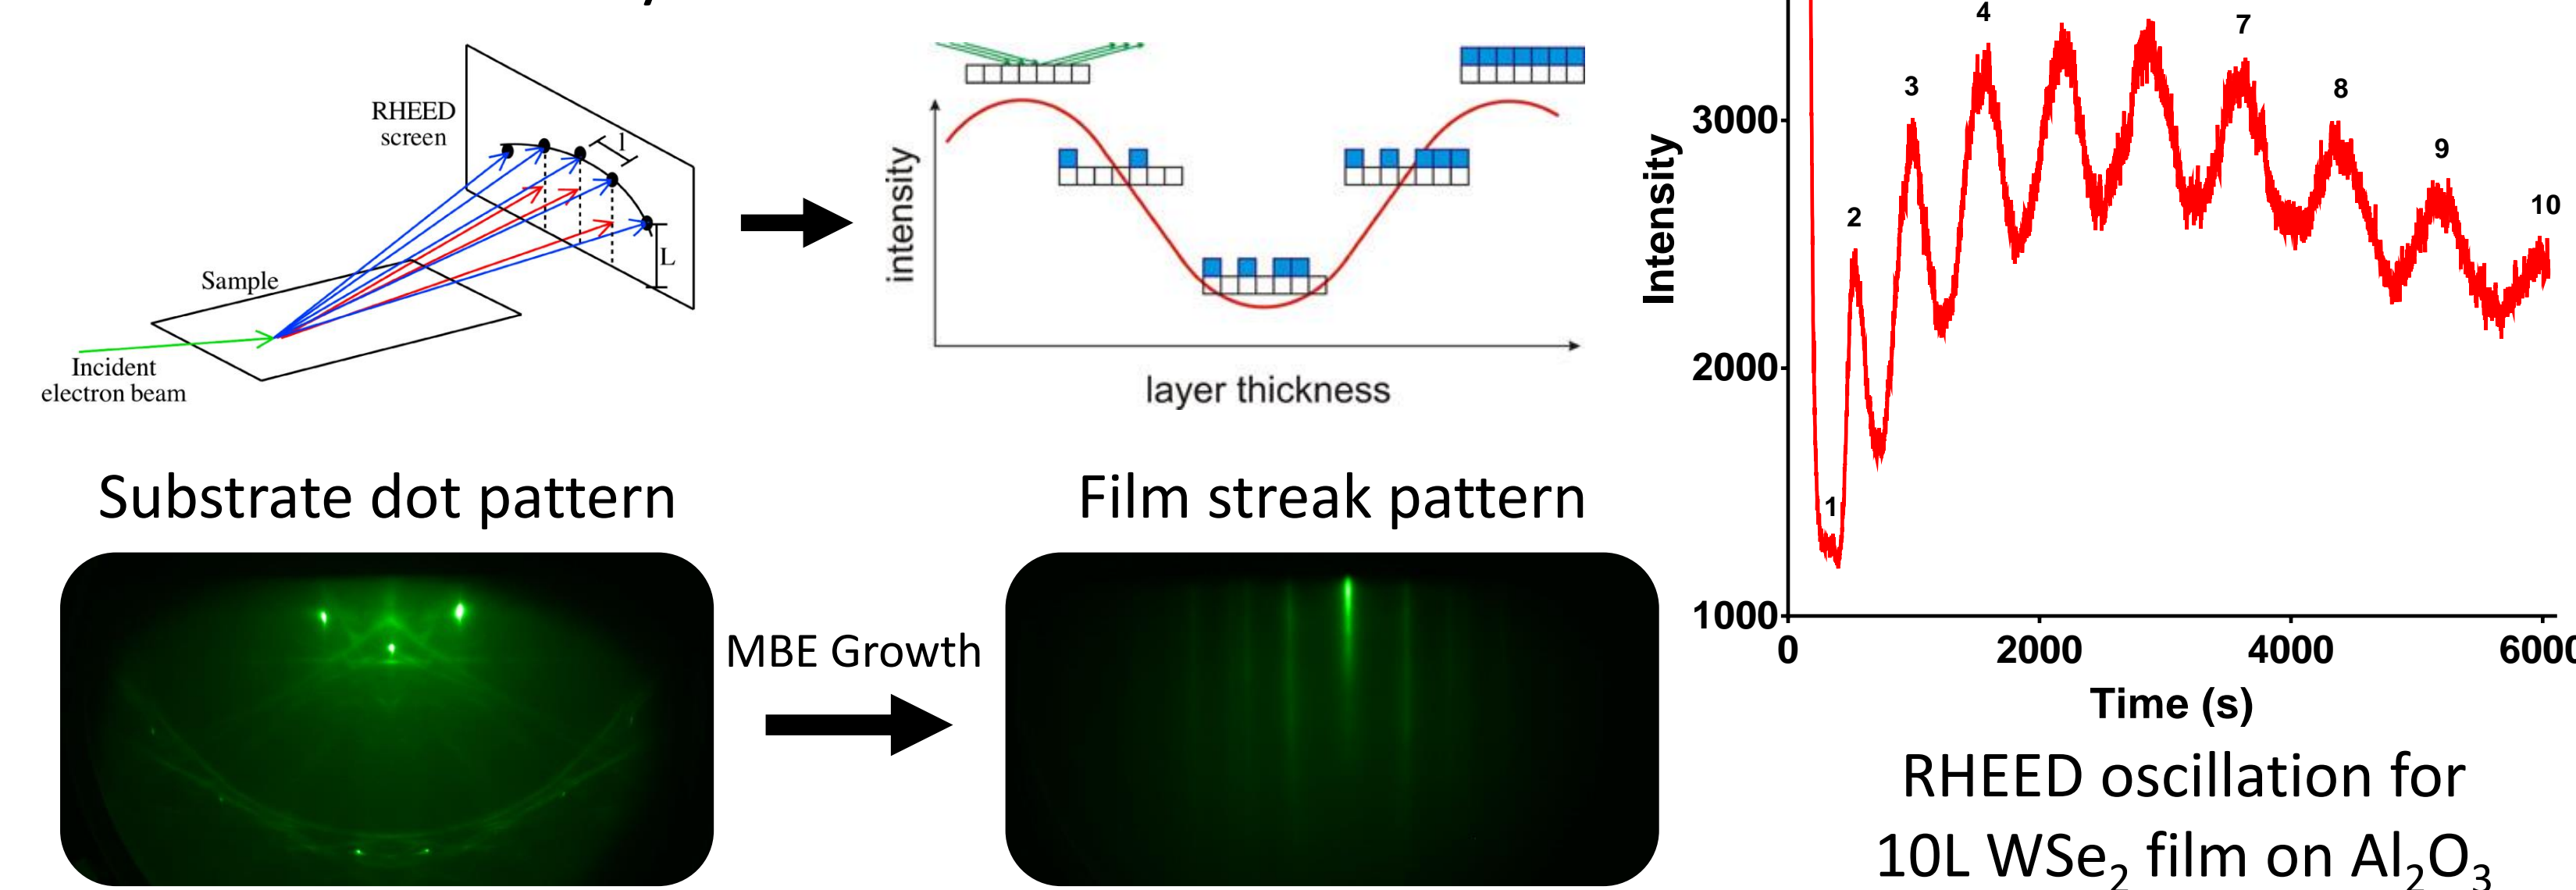 RHEED
screen
l
L
Sample
Incident
electron beam
intensity
layer thickness
Substrate dot pattern
Film streak pattern
MBE Growth
Intensity
3000
2000
1000
0
2000
4000
6000
1
2
3
4
7
8
9
10
Time (s)
RHEED oscillation for
10L WSe₂ film on Al₂O₃